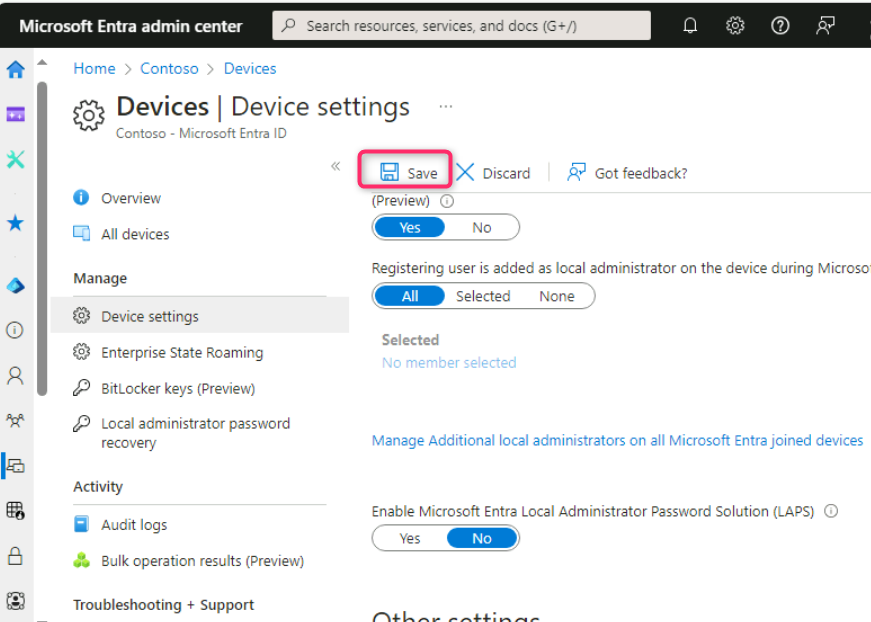 Microsoft Entra admin center
Search resources, services, and docs (G+/)
Home > Contoso > Devices
Devices | Device settings ...
Contoso - Microsoft Entra ID
«
Save
Discard
Got feedback?
Overview
All devices
Manage
Device settings
Enterprise State Roaming
BitLocker keys (Preview)
Local administrator password
recovery
Activity
Audit logs
Bulk operation results (Preview)
Troubleshooting + Support
(Preview)
Yes No
Registering user is added as local administrator on the device during Microso
All Selected None
Selected
No member selected
Manage Additional local administrators on all Microsoft Entra joined devices
Enable Microsoft Entra Local Administrator Password Solution (LAPS)
Yes No
Other settings